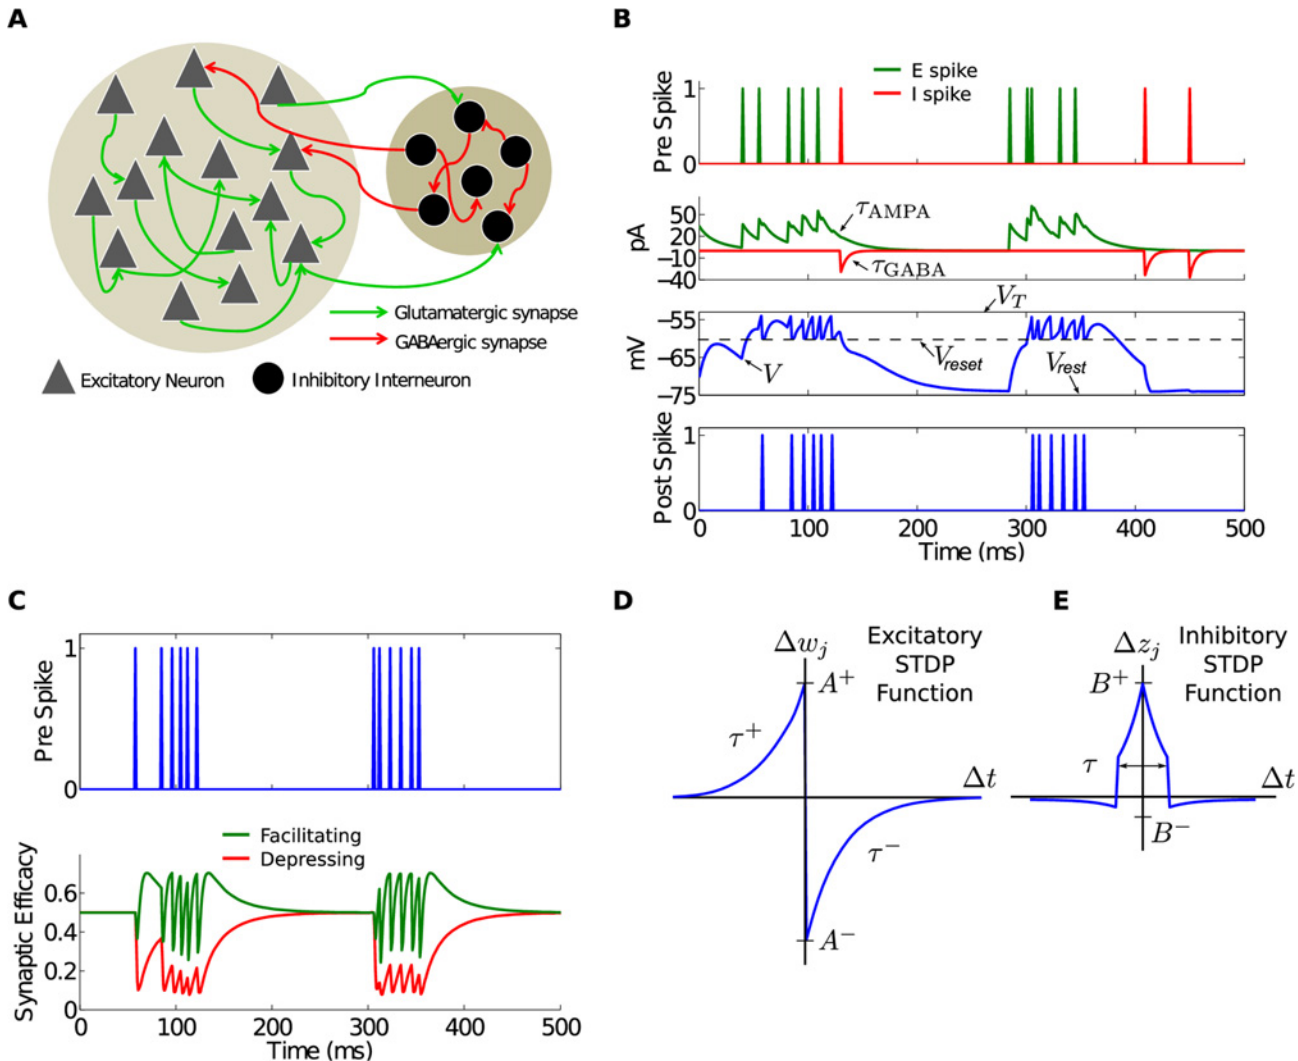 A
Glutamatergic synapse
GABAergic synapse
Excitatory Neuron
Inhibitory Interneuron
B
E spike
I spike
Pre Spike
1
0
pA
50
20
−10
−40
τAMPA
τGABA
mV
−55
−65
−75
VT
Vreset
V
Vrest
Post Spike
1
0
0 100 200 300 400 500
Time (ms)
C
Pre Spike
1
0
Facilitating
Depressing
Synaptic Efficacy
0.6
0.4
0.2
0
0 100 200 300 400 500
Time (ms)
D
Δwj
Excitatory
STDP
Function
A+
τ+
Δt
τ−
A−
E
Δzj
Inhibitory
STDP
Function
B+
τ
Δt
B−